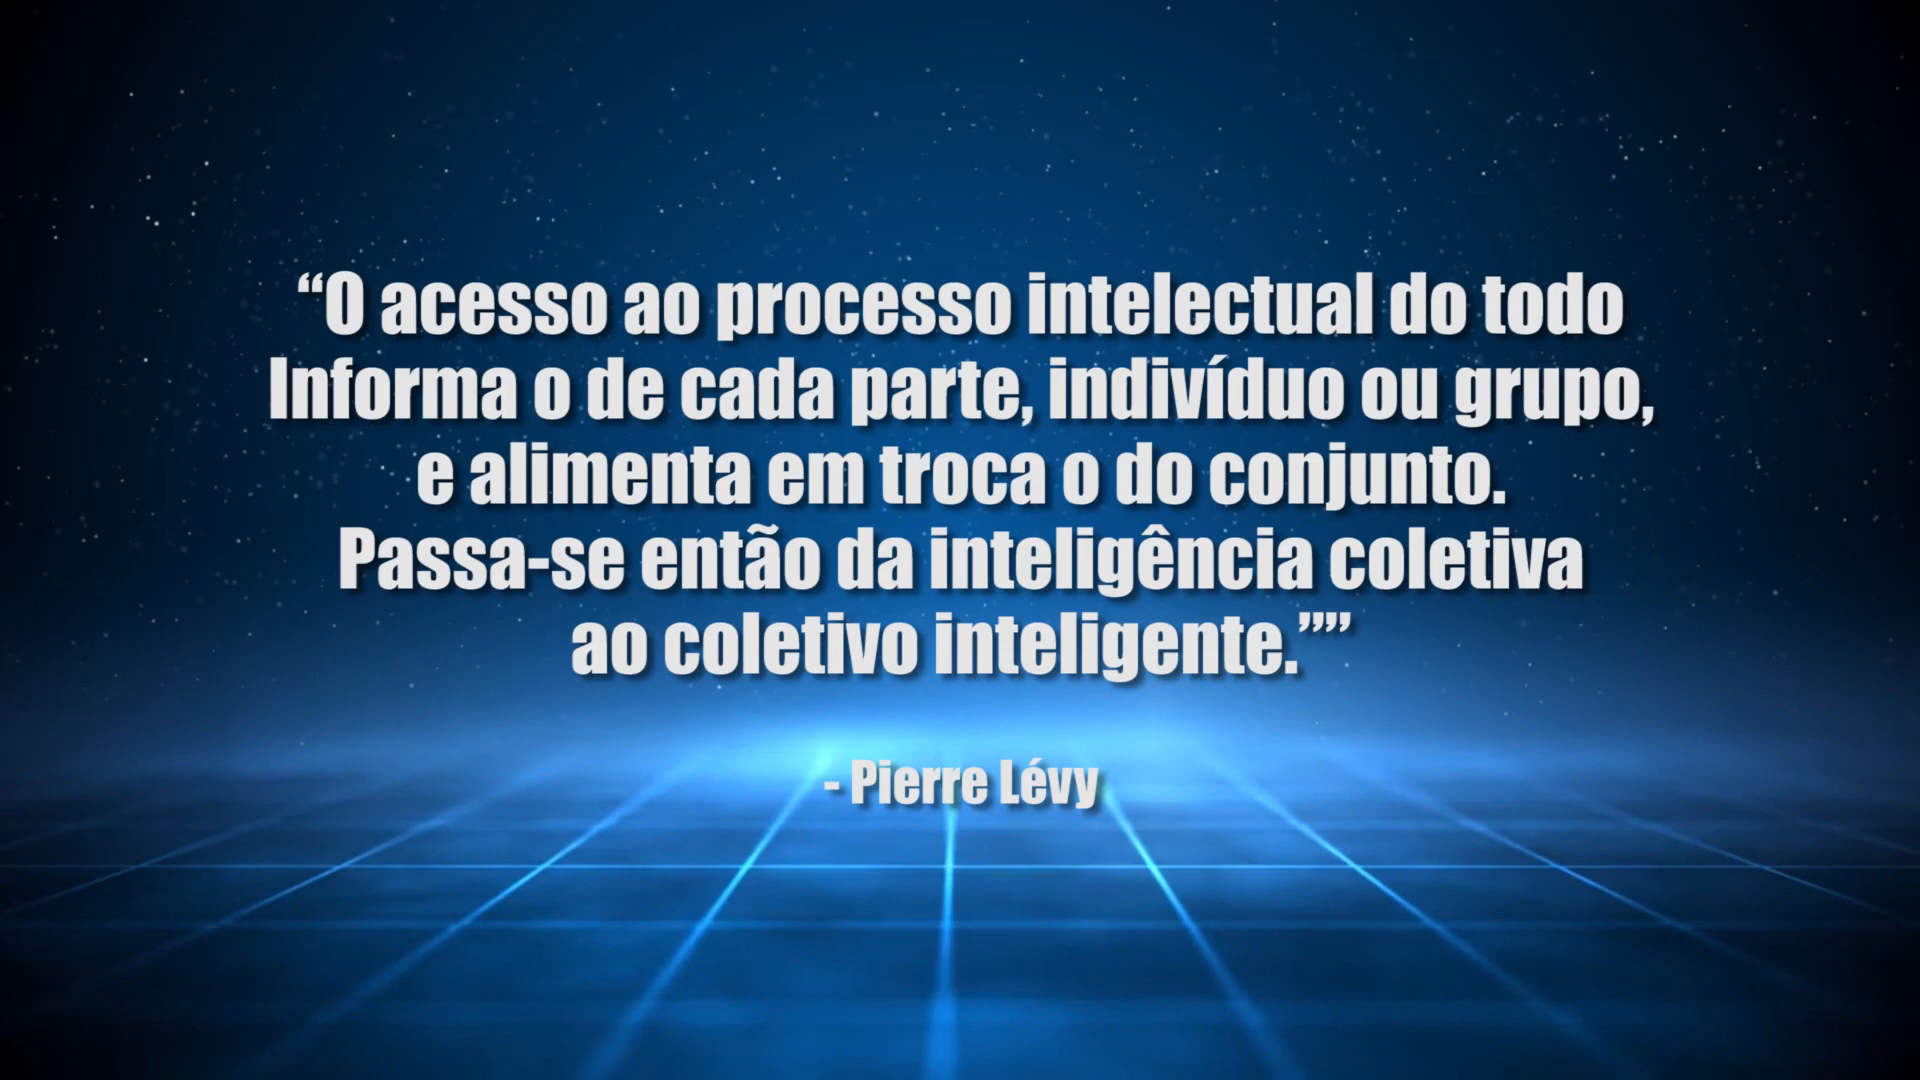 “O acesso ao processo intelectual do todo
Informa o de cada parte, indivíduo ou grupo,
e alimenta em troca o do conjunto.
Passa-se então da inteligência coletiva
ao coletivo inteligente.””
- Pierre Lévy